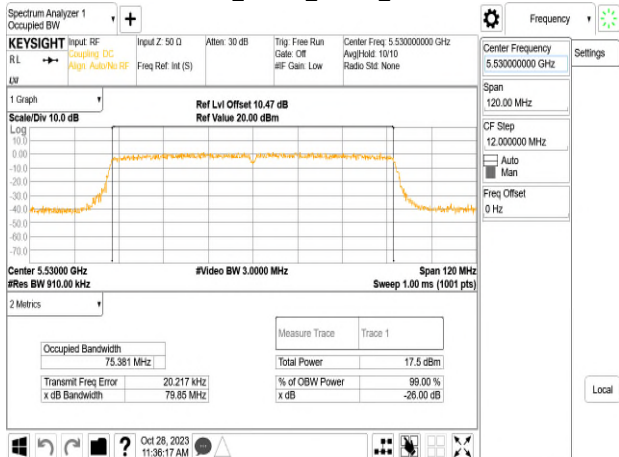 Spectrum Analyzer 1
Occupied BW
Frequency
KEYSIGHT
RL
LXI
Input: RF
Coupling: DC
Align: Auto/No RF
Input Z: 50 Ω
Freq Ref: Int (S)
Atten: 30 dB
Trig: Free Run
Gate: Off
#IF Gain: Low
Center Freq: 5.530000000 GHz
Avg|Hold: 10/10
Radio Std: None
Center Frequency
5.530000000 GHz
Settings
Span
120.00 MHz
CF Step
12.000000 MHz
Auto
Man
Freq Offset
0 Hz
1 Graph
Scale/Div 10.0 dB
Ref Lvl Offset 10.47 dB
Ref Value 20.00 dBm
Log
10.0
0.00
-10.0
-20.0
-30.0
-40.0
-50.0
-60.0
-70.0
Center 5.53000 GHz
#Video BW 3.0000 MHz
Span 120 MHz
#Res BW 910.00 kHz
Sweep 1.00 ms (1001 pts)
2 Metrics
Measure Trace Trace 1
Occupied Bandwidth
75.381 MHz
Total Power 17.5 dBm
Transmit Freq Error 20.217 kHz
% of OBW Power 99.00 %
x dB Bandwidth 79.85 MHz
x dB -26.00 dB
Local
?
Oct 28, 2023
11:36:17 AM